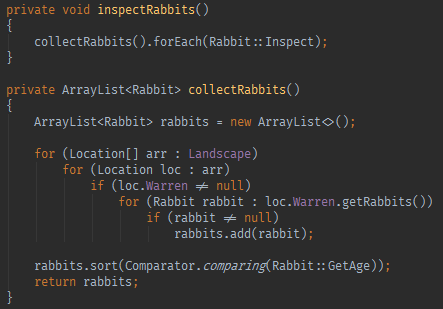 private void inspectRabbits()
{
    collectRabbits().forEach(Rabbit::Inspect);
}

private ArrayList<Rabbit> collectRabbits()
{
    ArrayList<Rabbit> rabbits = new ArrayList<>();

    for (Location[] arr : Landscape)
        for (Location loc : arr)
            if (loc.Warren ≠ null)
                for (Rabbit rabbit : loc.Warren.getRabbits())
                    if (rabbit ≠ null)
                        rabbits.add(rabbit);

    rabbits.sort(Comparator.comparing(Rabbit::GetAge));
    return rabbits;
}